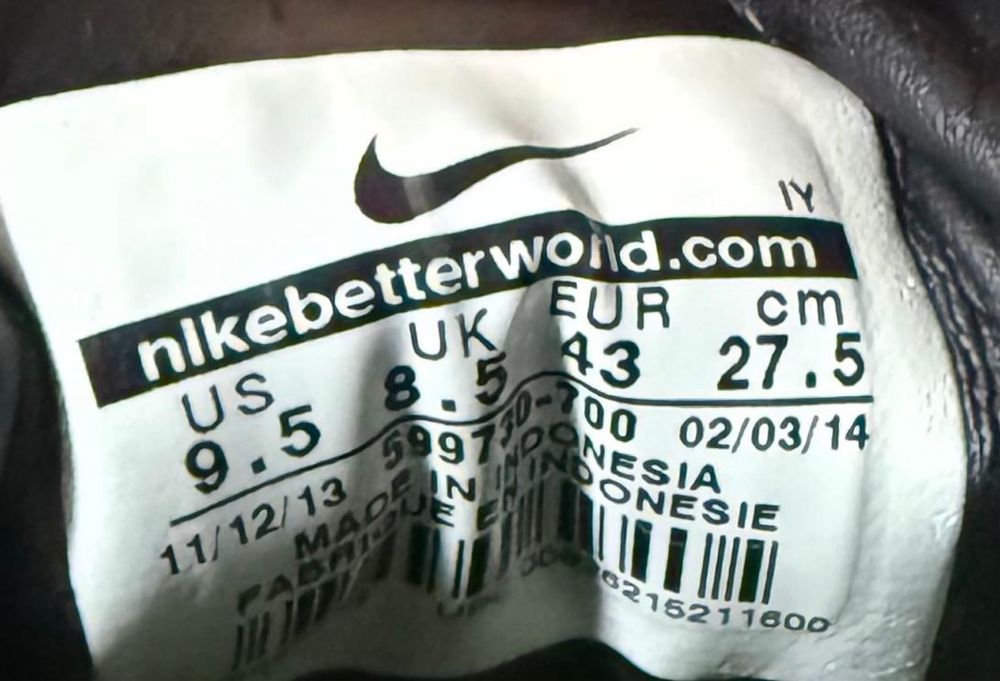 IY
nikebetterworld.com
US UK EUR cm
9.5 8.5 43 27.5
11/12/13 599730-700 02/03/14
MADE IN INDONESIA
FABRIQUE EN INDONESIE